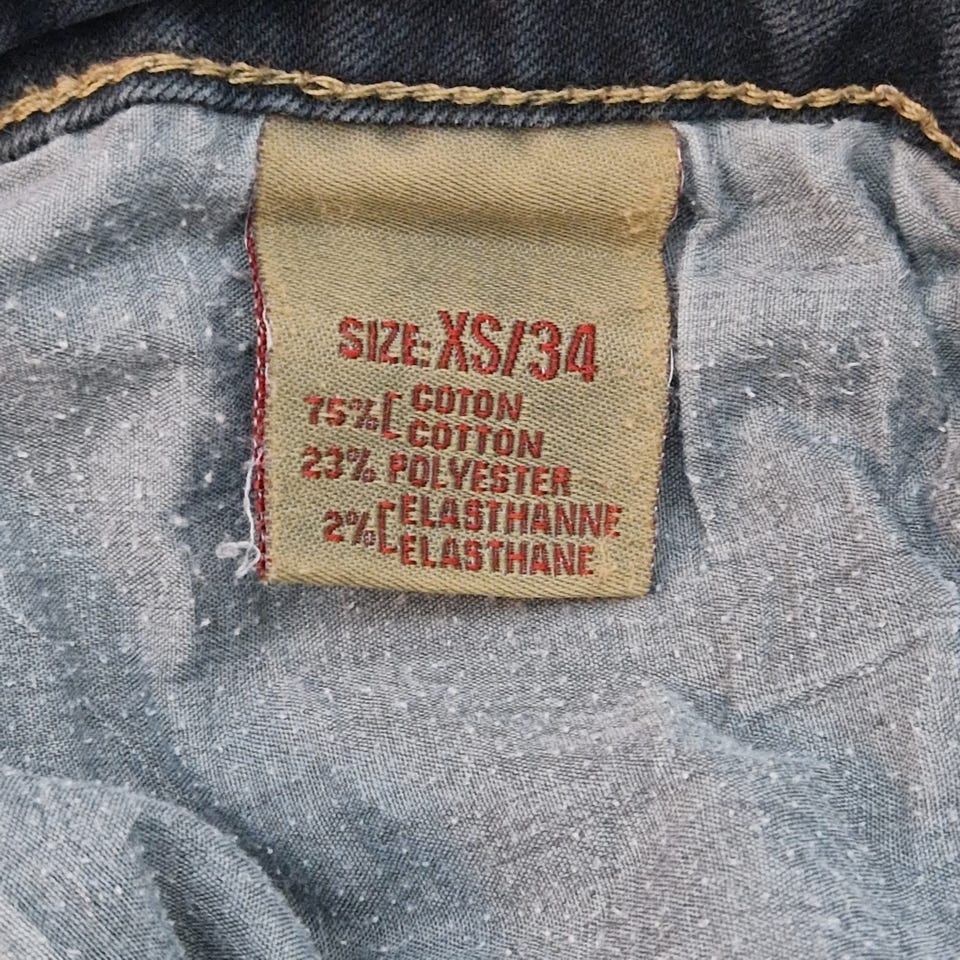 SIZE: XS/34
75% [ COTON
COTTON
23% POLYESTER
2% [ ELASTHANNE
ELASTHANE